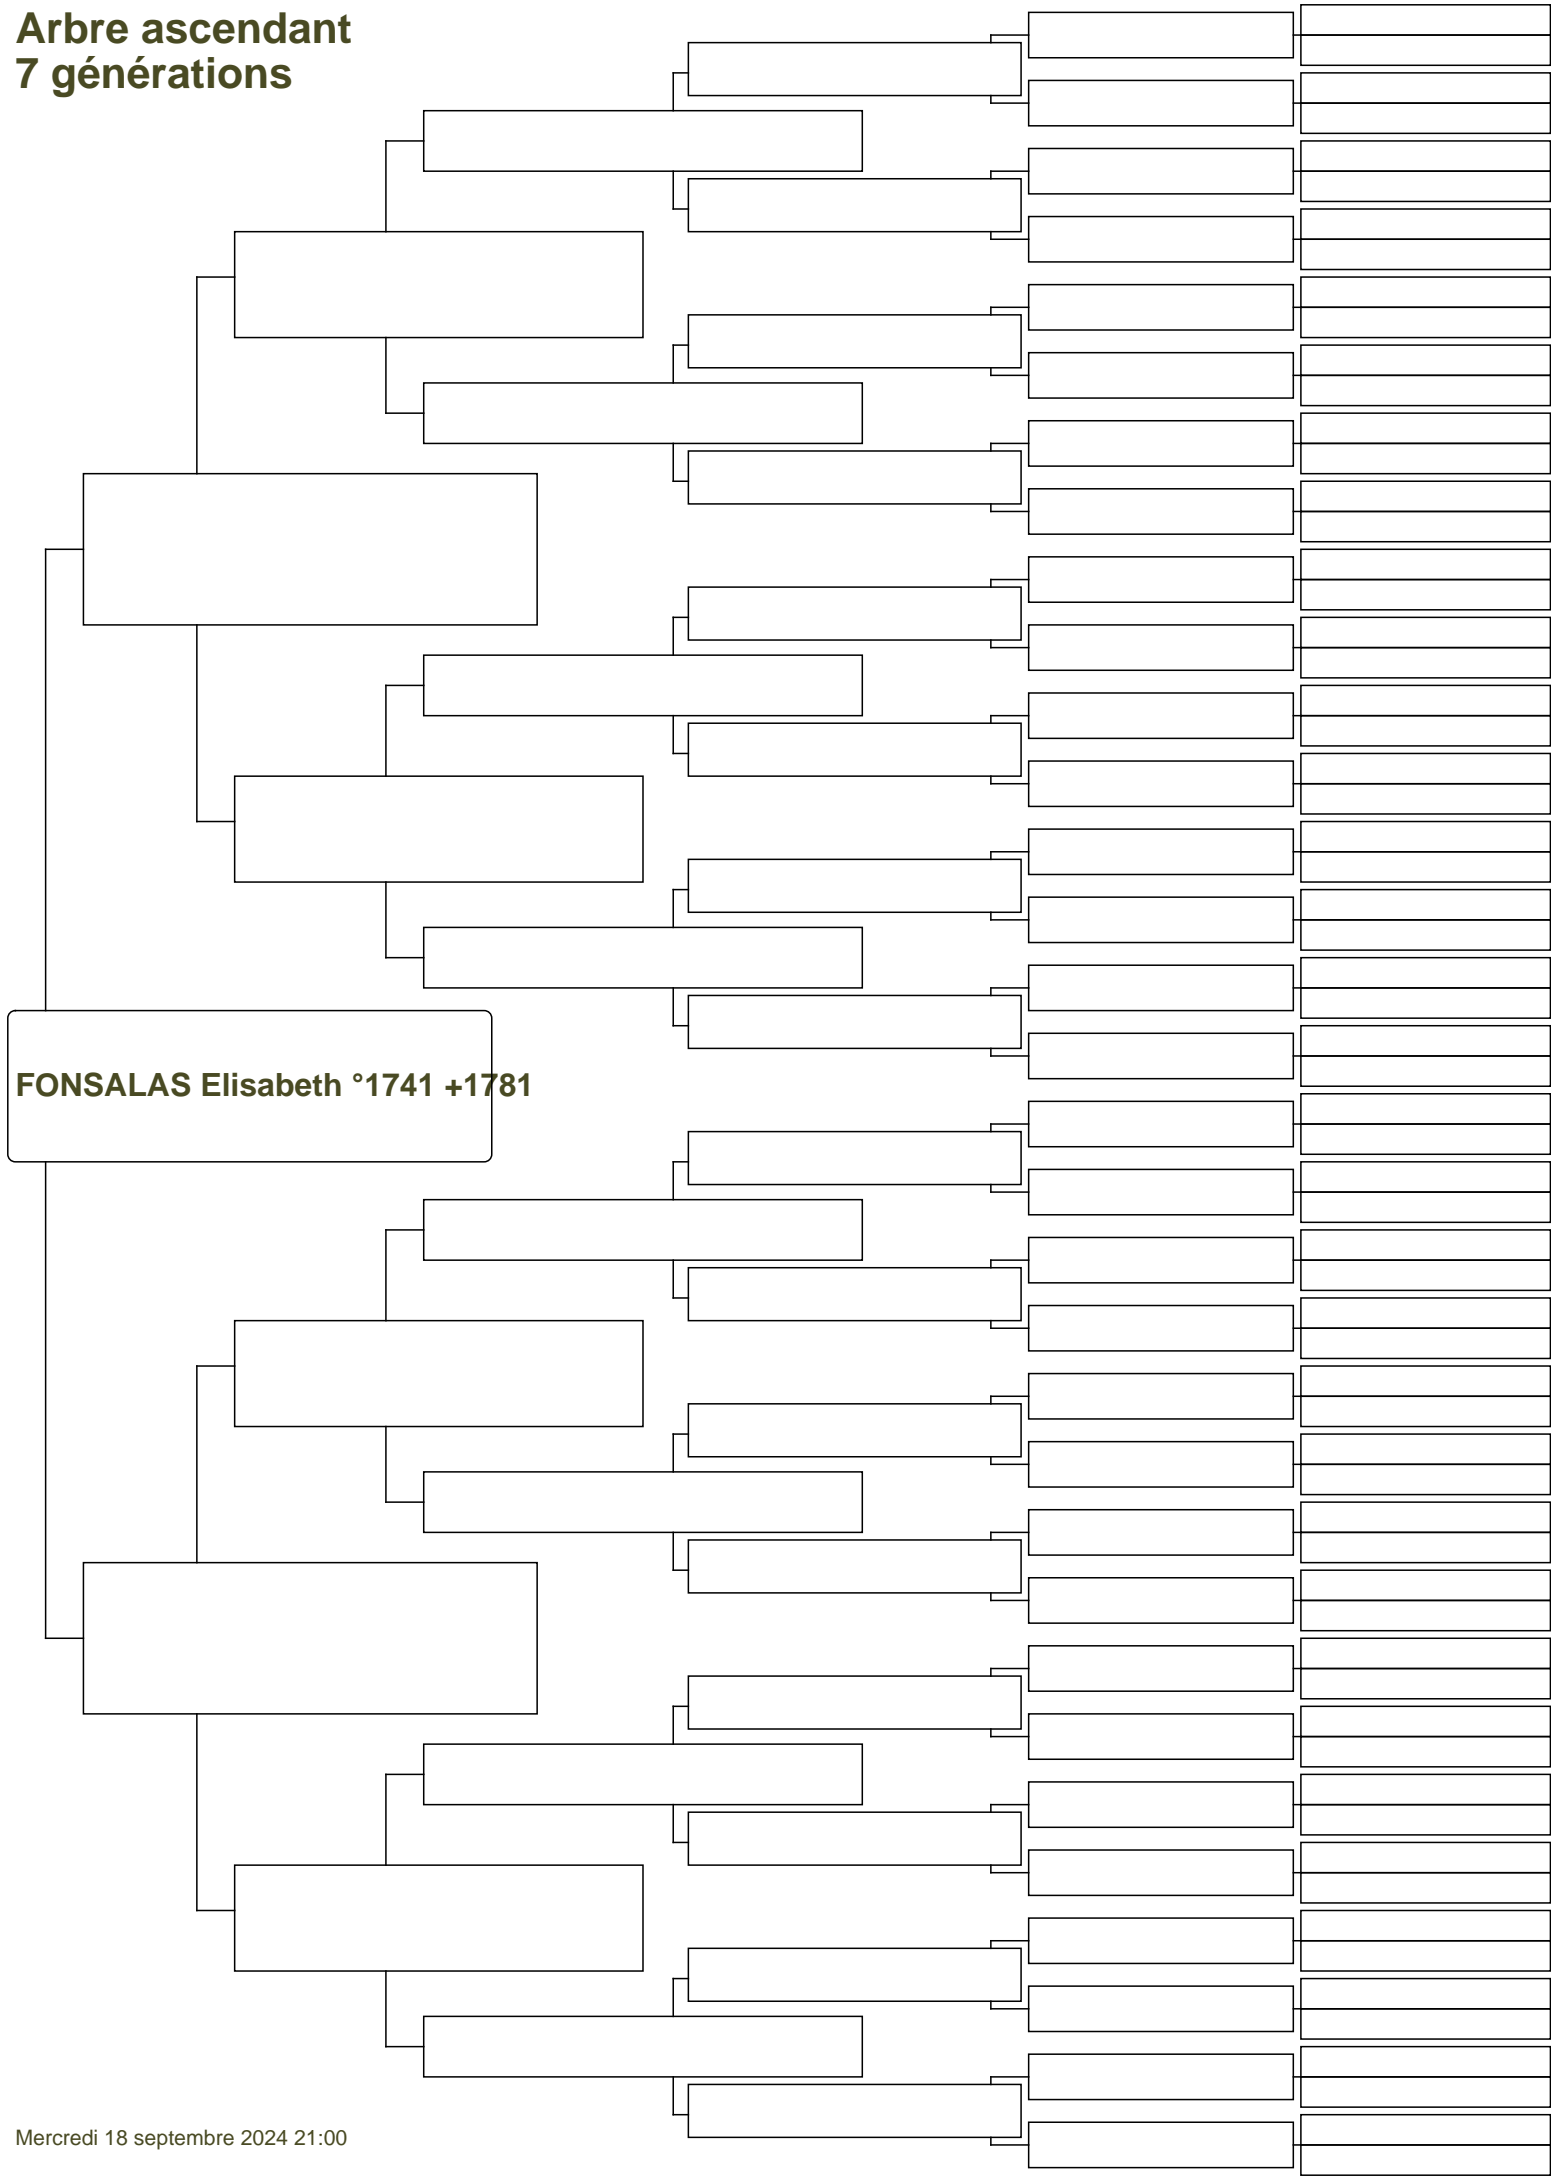 Arbre ascendant
7 générations
FONSALAS Elisabeth °1741 +1781
Mercredi 18 septembre 2024 21:00